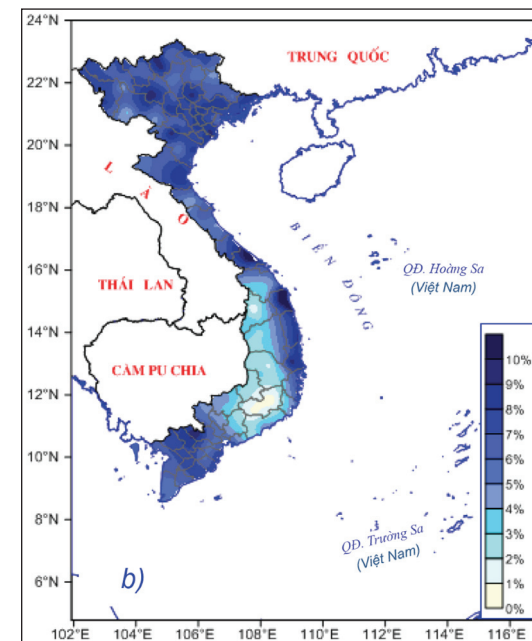 24°N
22°N
20°N
18°N
16°N
14°N
12°N
10°N
8°N
6°N
TRUNG QUỐC
LÀO
BIỂN ĐÔNG
QĐ. Hoàng Sa
(Việt Nam)
THÁI LAN
CĂM PU CHIA
QĐ. Trường Sa
(Việt Nam)
b)
10%
9%
8%
7%
6%
5%
4%
3%
2%
1%
0%
102°E 104°E 106°E 108°E 110°E 112°E 114°E 116°E